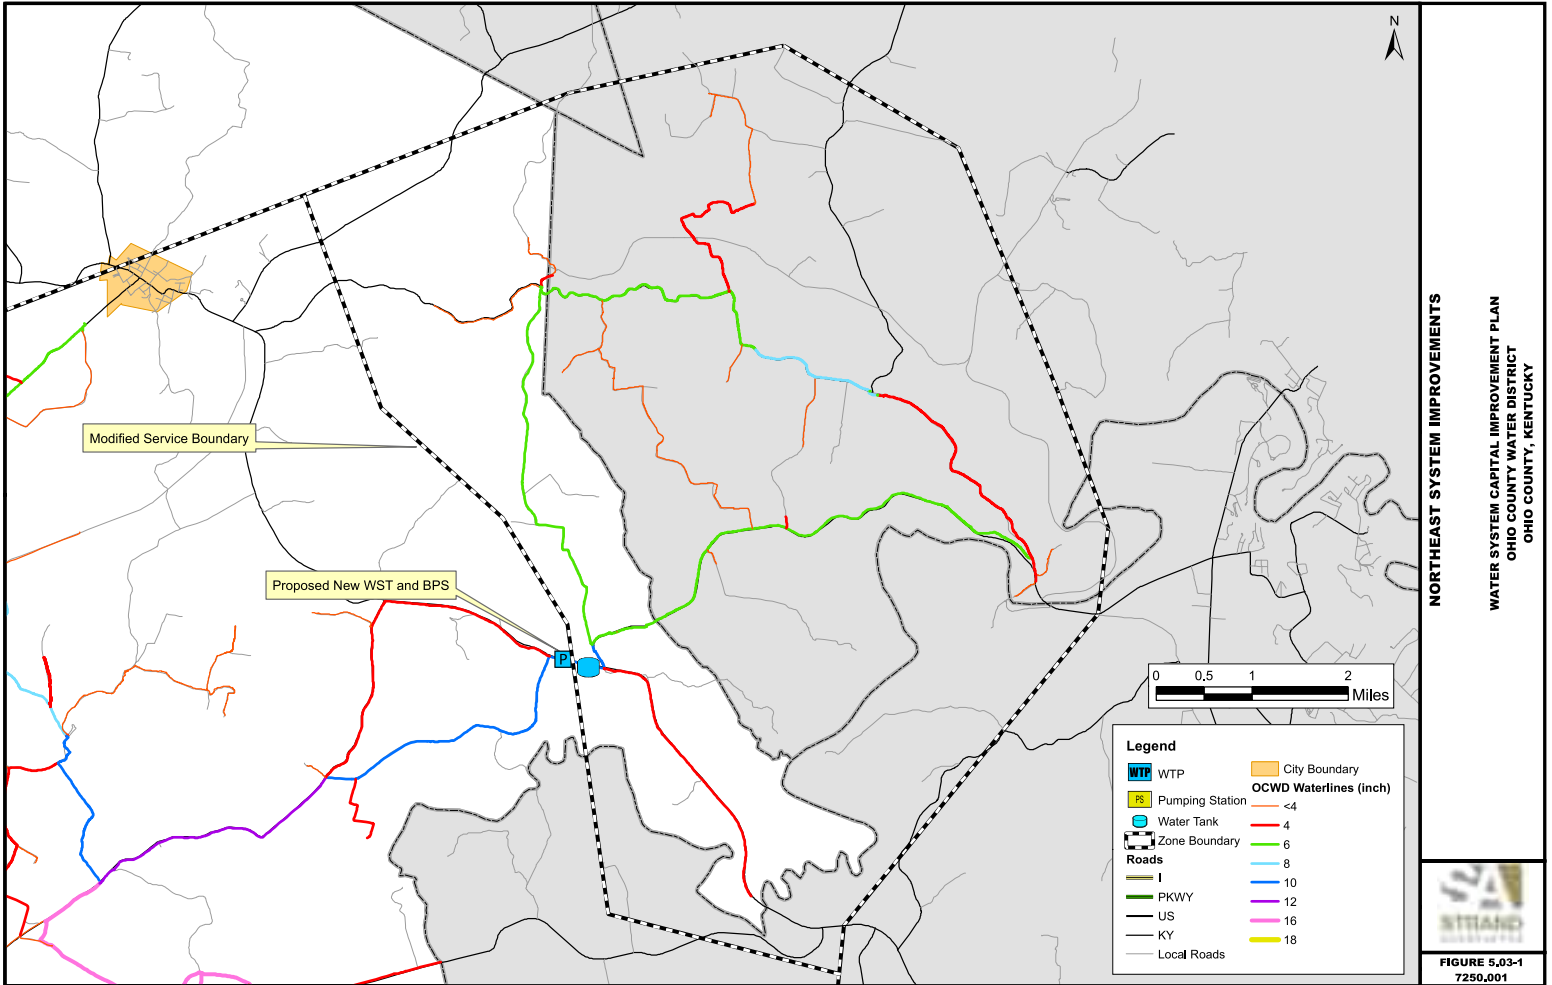 N
Modified Service Boundary
Proposed New WST and BPS
P
0 0.5 1 2
Miles
Legend
WTP WTP
PS Pumping Station
Water Tank
Zone Boundary
Roads
I
PKWY
US
KY
Local Roads
City Boundary
OCWD Waterlines (inch)
<4
4
6
8
10
12
16
18
NORTHEAST SYSTEM IMPROVEMENTS
WATER SYSTEM CAPITAL IMPROVEMENT PLAN
OHIO COUNTY WATER DISTRICT
OHIO COUNTY, KENTUCKY
STRAND
FIGURE 5.03-1
7250.001